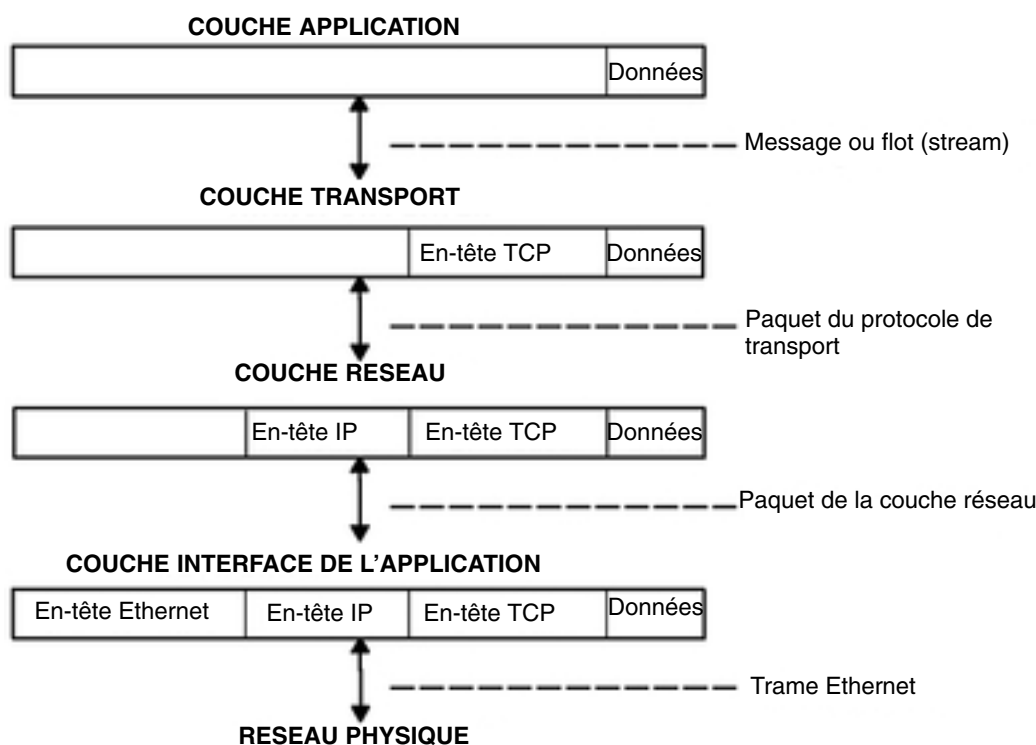 COUCHE APPLICATION
Données
Message ou flot (stream)
COUCHE TRANSPORT
En-tête TCP
Données
Paquet du protocole de
transport
COUCHE RESEAU
En-tête IP
En-tête TCP
Données
Paquet de la couche réseau
COUCHE INTERFACE DE L'APPLICATION
En-tête Ethernet
En-tête IP
En-tête TCP
Données
Trame Ethernet
RESEAU PHYSIQUE